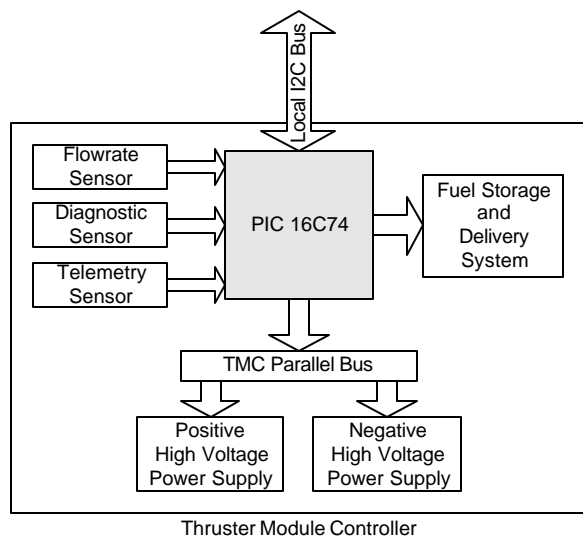 Local I2C Bus
Flowrate
Sensor
Diagnostic
Sensor
Telemetry
Sensor
PIC 16C74
Fuel Storage
and
Delivery
System
TMC Parallel Bus
Positive
High Voltage
Power Supply
Negative
High Voltage
Power Supply
Thruster Module Controller